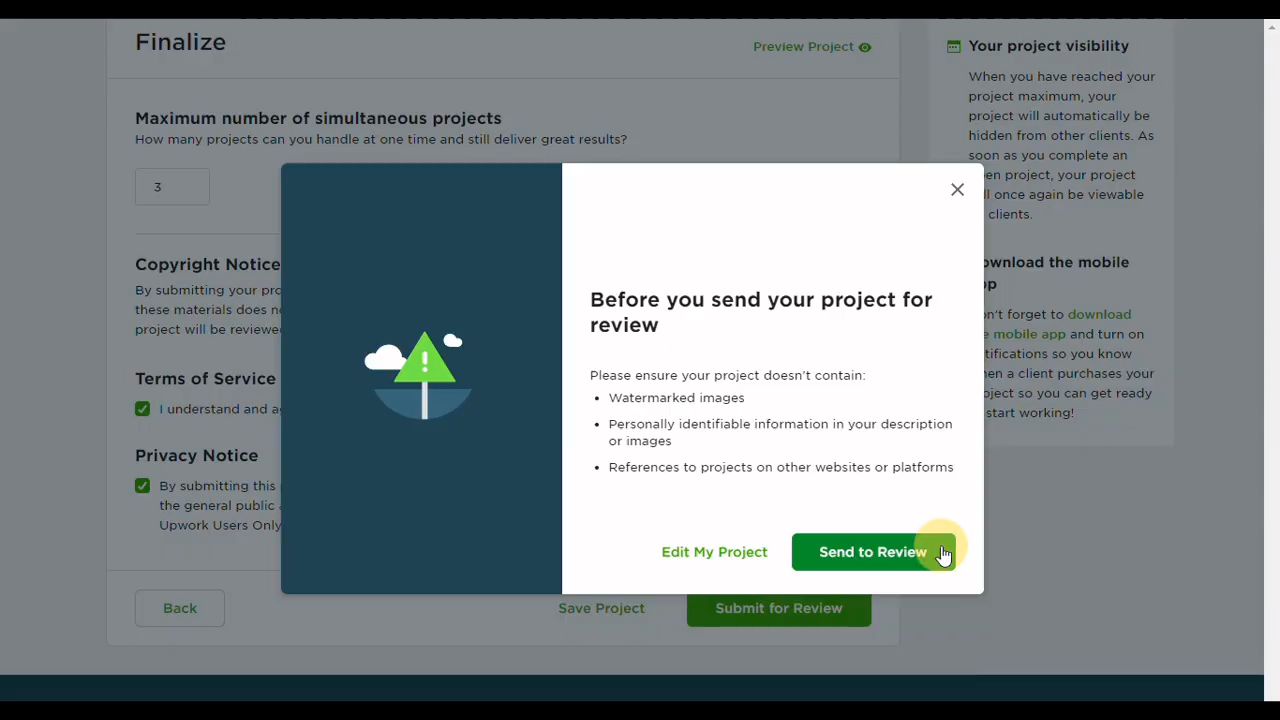 Finalize
Preview Project
Maximum number of simultaneous projects
How many projects can you handle at one time and still deliver great results?
3
Copyright Notice
By submitting your
these materials does
project will be reviewed
Terms of Service
I understand and
Privacy Notice
By submitting this
the general public
Upwork Users Only
Back
Save Project
Submit for Review
Before you send your project for
review
Please ensure your project doesn't contain:
• Watermarked images
• Personally identifiable information in your description
or images
• References to projects on other websites or platforms
Edit My Project
Send to Review
Your project visibility
When you have reached your
project maximum, your
project will automatically be
hidden from other clients. As
soon as you complete an
project, your project
once again be viewable
clients.
the mobile
forget to download
mobile app and turn on
so you know
a client purchases your
so you can get ready
start working!